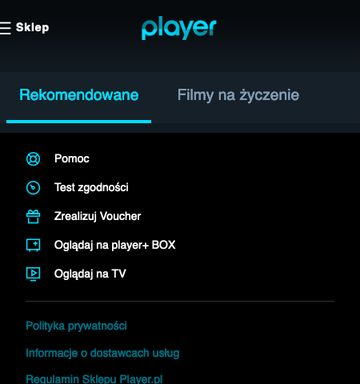 Sklep
player
Rekomendowane
Filmy na życzenie
Pomoc
Test zgodności
Zrealizuj Voucher
Oglądaj na player+ BOX
Oglądaj na TV
Polityka prywatności
Informacje o dostawcach usług
Regulamin Sklepu Player.pl